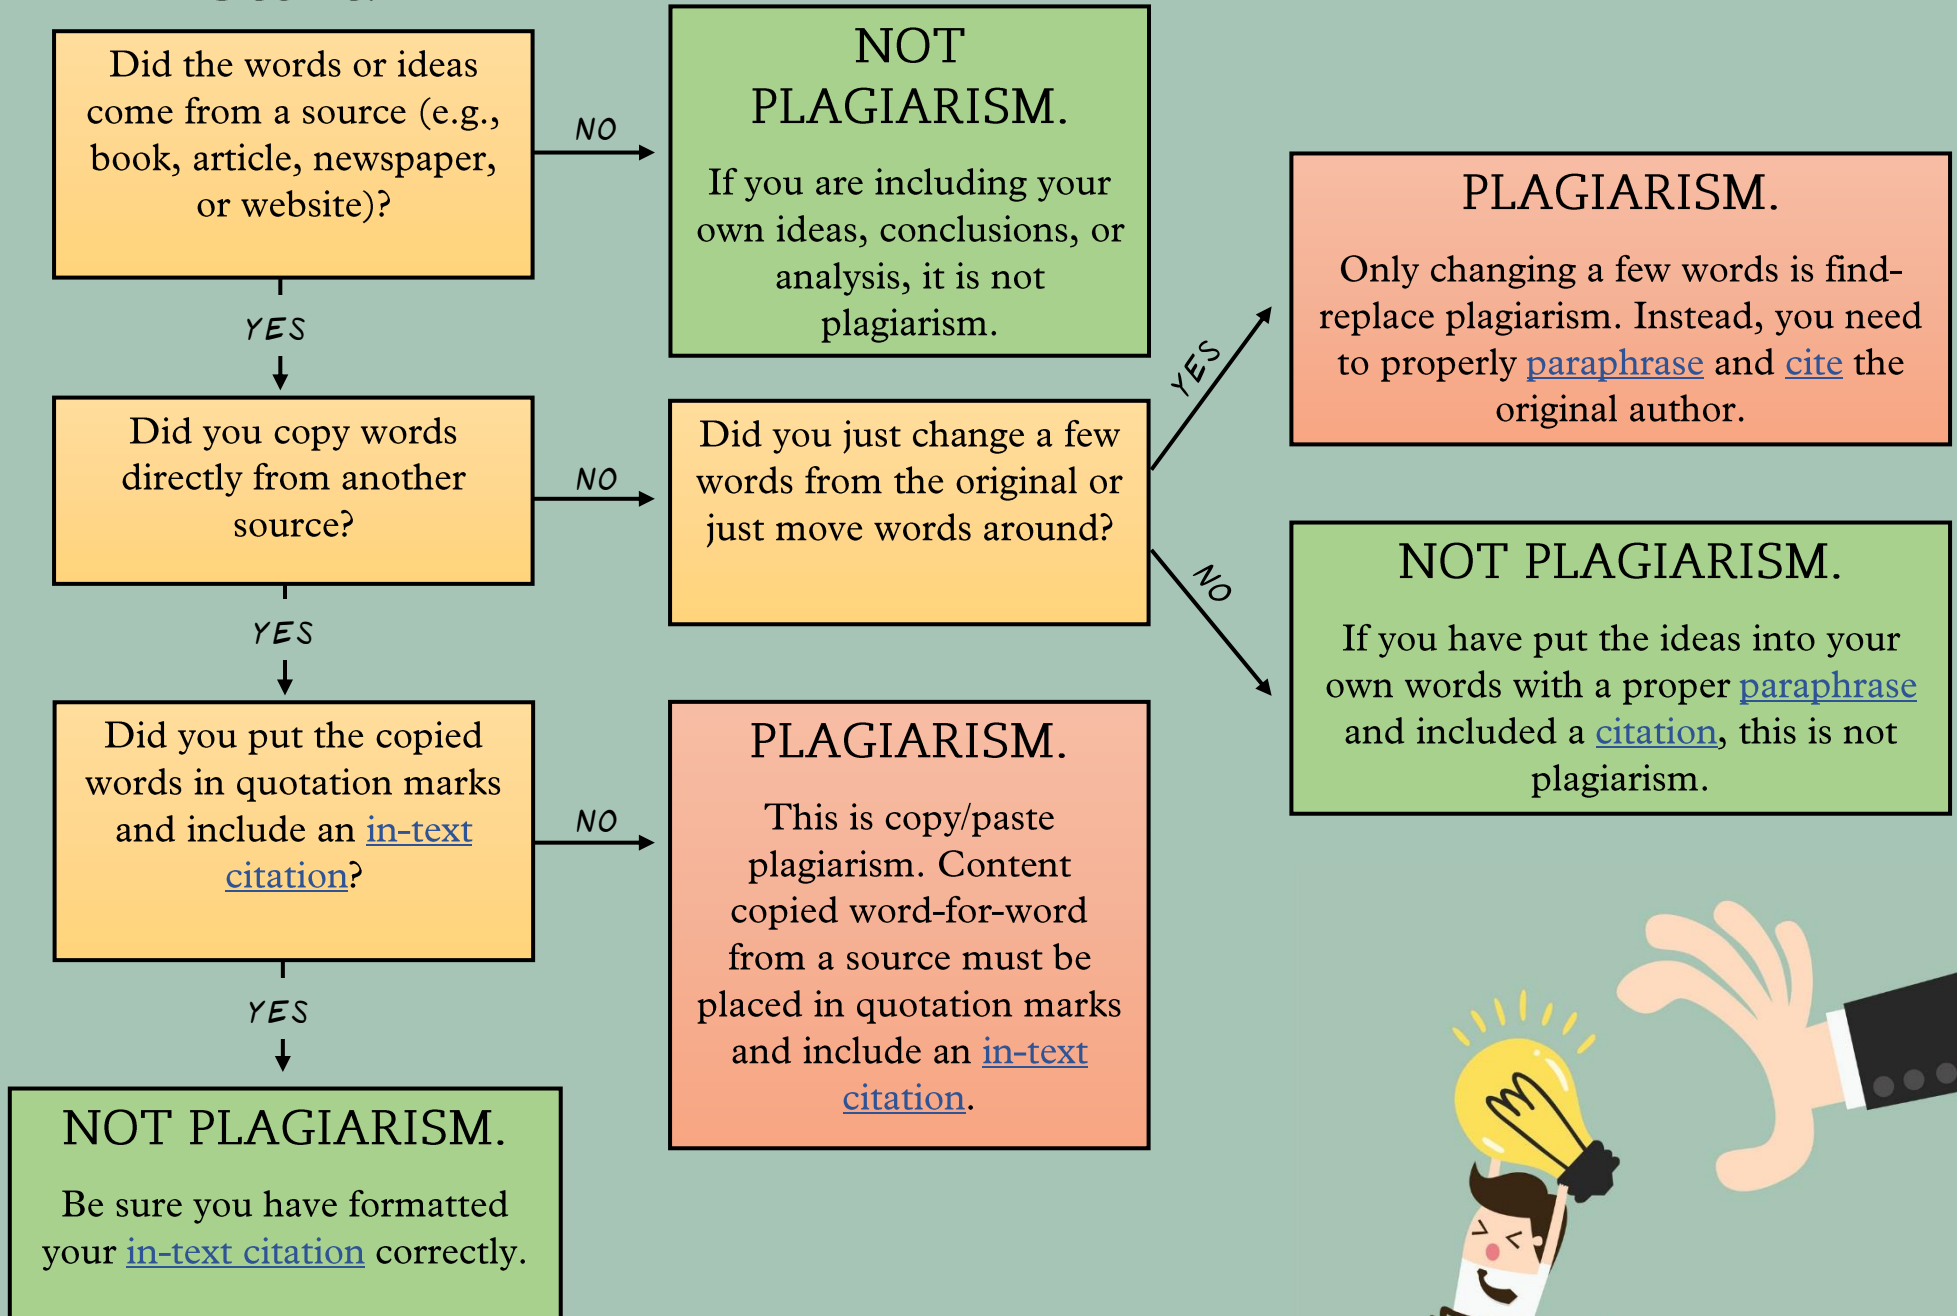 Did the words or ideas
come from a source (e.g.,
book, article, newspaper,
or website)?
NO
NOT
PLAGIARISM.
If you are including your
own ideas, conclusions, or
analysis, it is not
plagiarism.
YES
Did you copy words
directly from another
source?
NO
Did you just change a few
words from the original or
just move words around?
YES
PLAGIARISM.
Only changing a few words is find-
replace plagiarism. Instead, you need
to properly paraphrase and cite the
original author.
NO
NOT PLAGIARISM.
If you have put the ideas into your
own words with a proper paraphrase
and included a citation, this is not
plagiarism.
YES
Did you put the copied
words in quotation marks
and include an in-text
citation?
NO
PLAGIARISM.
This is copy/paste
plagiarism. Content
copied word-for-word
from a source must be
placed in quotation marks
and include an in-text
citation.
YES
NOT PLAGIARISM.
Be sure you have formatted
your in-text citation correctly.